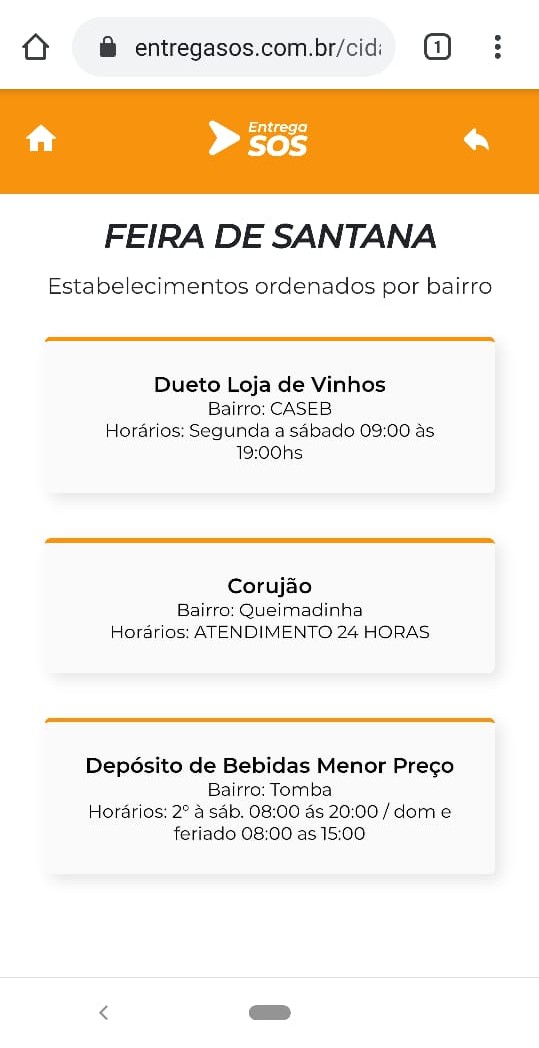 entregasos.com.br/cid
1
Entrega
SOS
FEIRA DE SANTANA
Estabelecimentos ordenados por bairro
Dueto Loja de Vinhos
Bairro: CASEB
Horários: Segunda a sábado 09:00 às
19:00hs
Corujão
Bairro: Queimadinha
Horários: ATENDIMENTO 24 HORAS
Depósito de Bebidas Menor Preço
Bairro: Tomba
Horários: 2° à sáb. 08:00 ás 20:00 / dom e
feriado 08:00 as 15:00